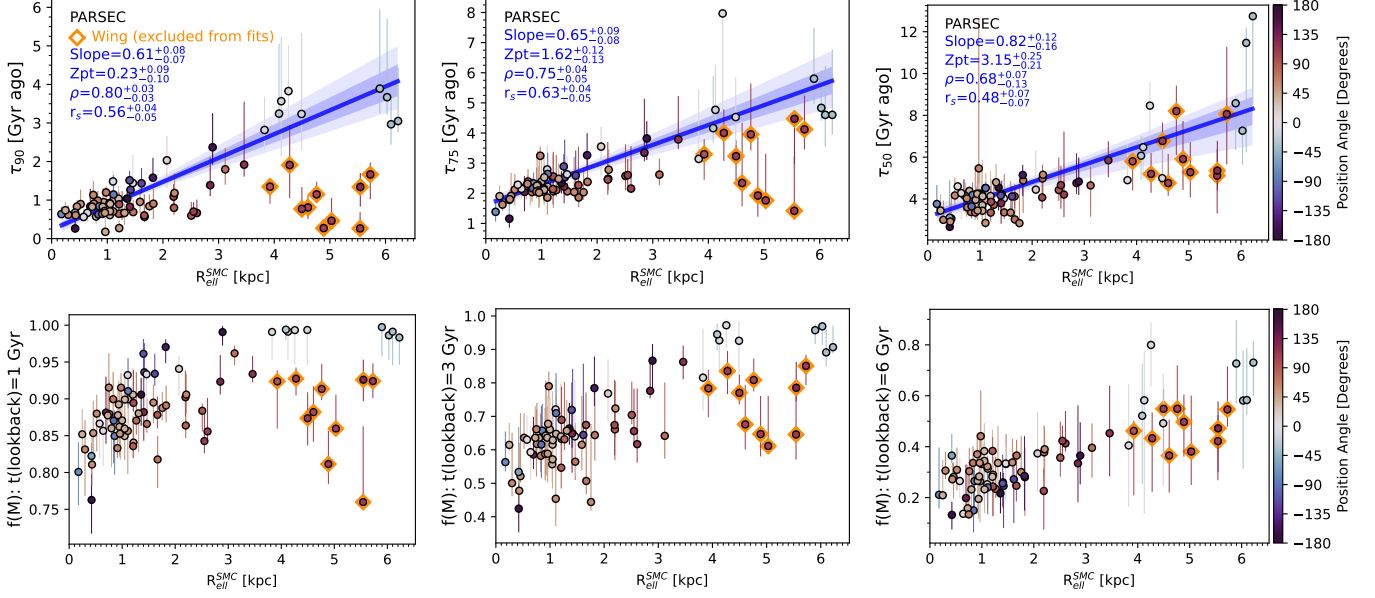 PARSEC
Wing (excluded from fits)
Slope=0.61+0.08 −0.07
Zpt=0.23+0.09 −0.10
ρ=0.80+0.03 −0.03
rs=0.56+0.04 −0.05
τ90 [Gyr ago]
6
5
4
3
2
1
0
0 1 2 3 4 5 6
R^SMC_ell [kpc]
PARSEC
Slope=0.65+0.09 −0.08
Zpt=1.62+0.12 −0.13
ρ=0.75+0.04 −0.05
rs=0.63+0.04 −0.05
τ75 [Gyr ago]
8
7
6
5
4
3
2
1
0 1 2 3 4 5 6
R^SMC_ell [kpc]
PARSEC
Slope=0.82+0.12 −0.16
Zpt=3.15+0.25 −0.21
ρ=0.68+0.07 −0.13
rs=0.48+0.07 −0.07
τ50 [Gyr ago]
12
10
8
6
4
0 1 2 3 4 5 6
R^SMC_ell [kpc]
180
135
90
45
0
−45
−90
−135
−180
Position Angle [Degrees]
f(M): t(lookback)=1 Gyr
1.00
0.95
0.90
0.85
0.80
0.75
0 1 2 3 4 5 6
R^SMC_ell [kpc]
f(M): t(lookback)=3 Gyr
1.0
0.9
0.8
0.7
0.6
0.5
0.4
0 1 2 3 4 5 6
R^SMC_ell [kpc]
f(M): t(lookback)=6 Gyr
0.8
0.6
0.4
0.2
0 1 2 3 4 5 6
R^SMC_ell [kpc]
180
135
90
45
0
−45
−90
−135
−180
Position Angle [Degrees]